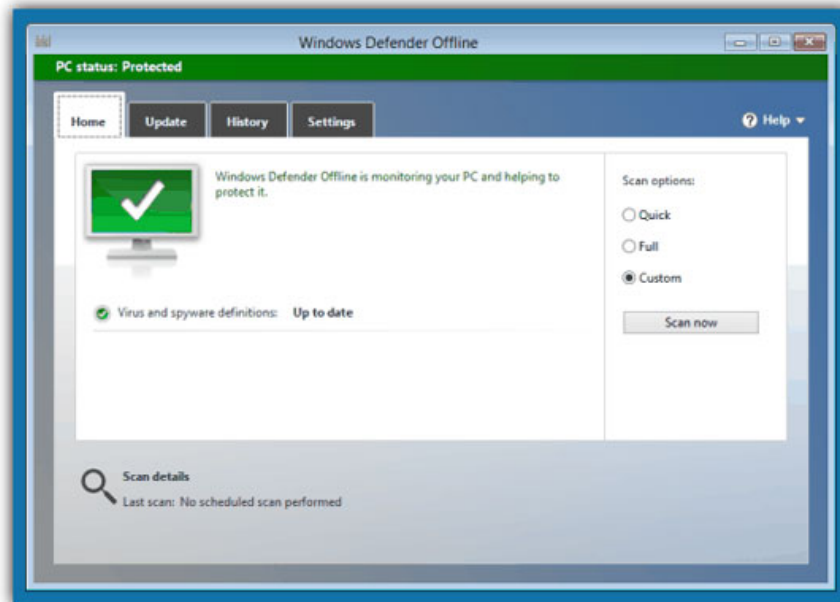 Windows Defender Offline
PC status: Protected
Home
Update
History
Settings
Help
Windows Defender Offline is monitoring your PC and helping to
protect it.
Virus and spyware definitions: Up to date
Scan options:
Quick
Full
Custom
Scan now
Scan details
Last scan: No scheduled scan performed